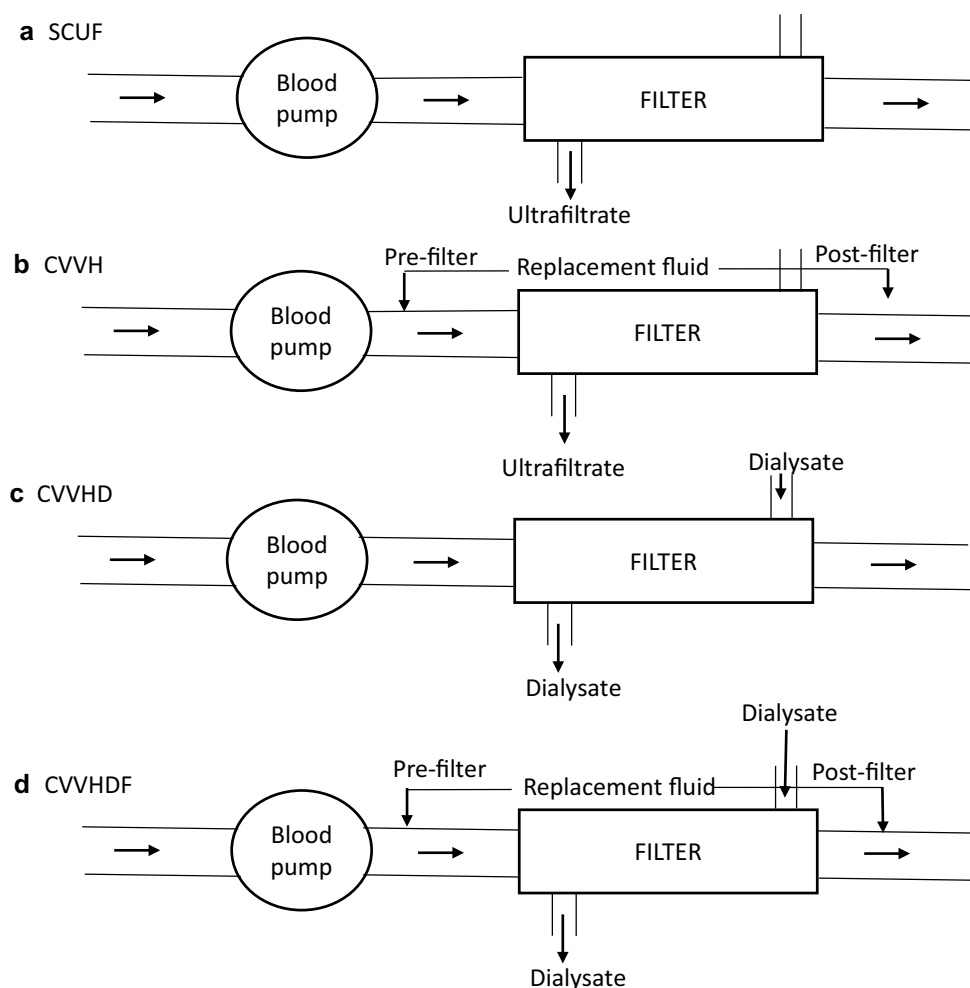 a SCUF
Blood
pump
FILTER
Ultrafiltrate
b CVVH
Pre-filter
Replacement fluid
Post-filter
Blood
pump
FILTER
Ultrafiltrate
c CVVHD
Dialysate
Blood
pump
FILTER
Dialysate
Dialysate
d CVVHDF
Pre-filter
Replacement fluid
Post-filter
Blood
pump
FILTER
Dialysate